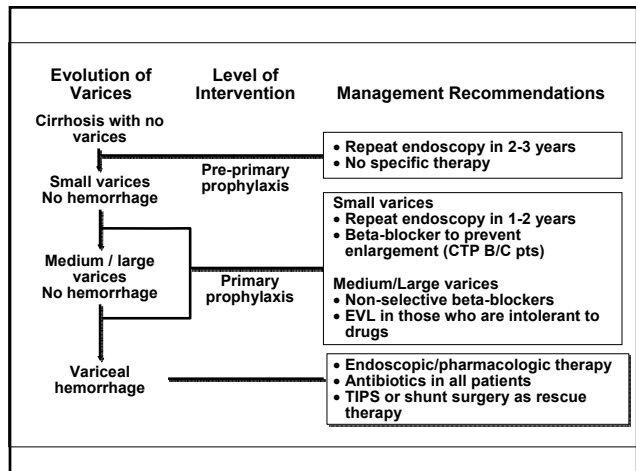 Evolution of
Varices
Level of
Intervention
Management Recommendations
Cirrhosis with no
varices
Pre-primary
prophylaxis
• Repeat endoscopy in 2-3 years
• No specific therapy
Small varices
No hemorrhage
Medium / large
varices
No hemorrhage
Primary
prophylaxis
Small varices
• Repeat endoscopy in 1-2 years
• Beta-blocker to prevent
enlargement (CTP B/C pts)
Medium/Large varices
• Non-selective beta-blockers
• EVL in those who are intolerant to
drugs
Variceal
hemorrhage
• Endoscopic/pharmacologic therapy
• Antibiotics in all patients
• TIPS or shunt surgery as rescue
therapy